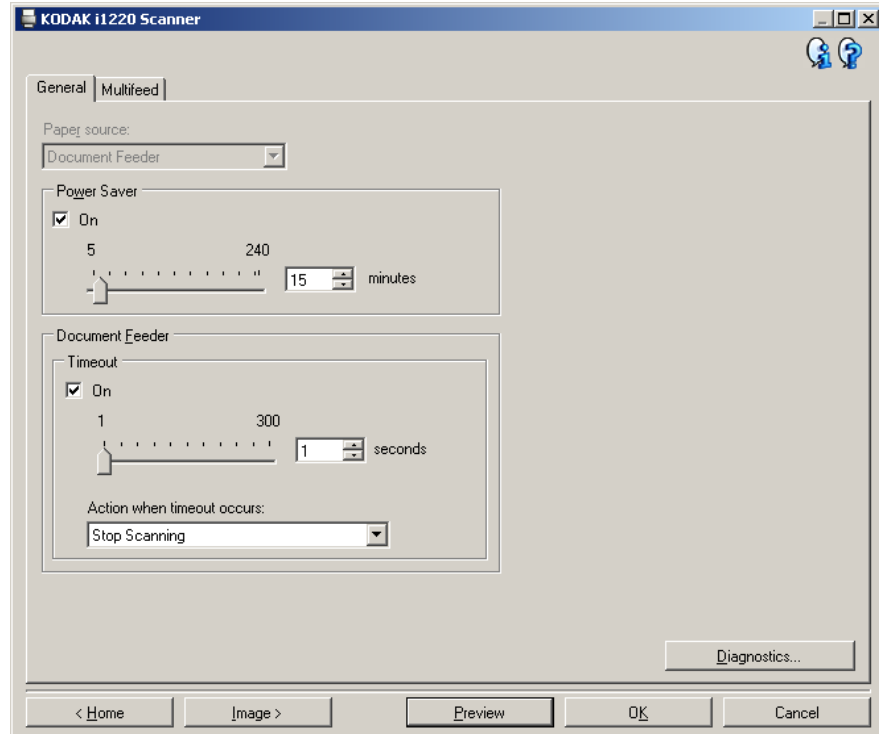 KODAK i1220 Scanner
General Multifeed
Paper source:
Document Feeder
Power Saver
On
5 240
15 minutes
Document Feeder
Timeout
On
1 300
1 seconds
Action when timeout occurs:
Stop Scanning
Diagnostics...
< Home Image > Preview OK Cancel